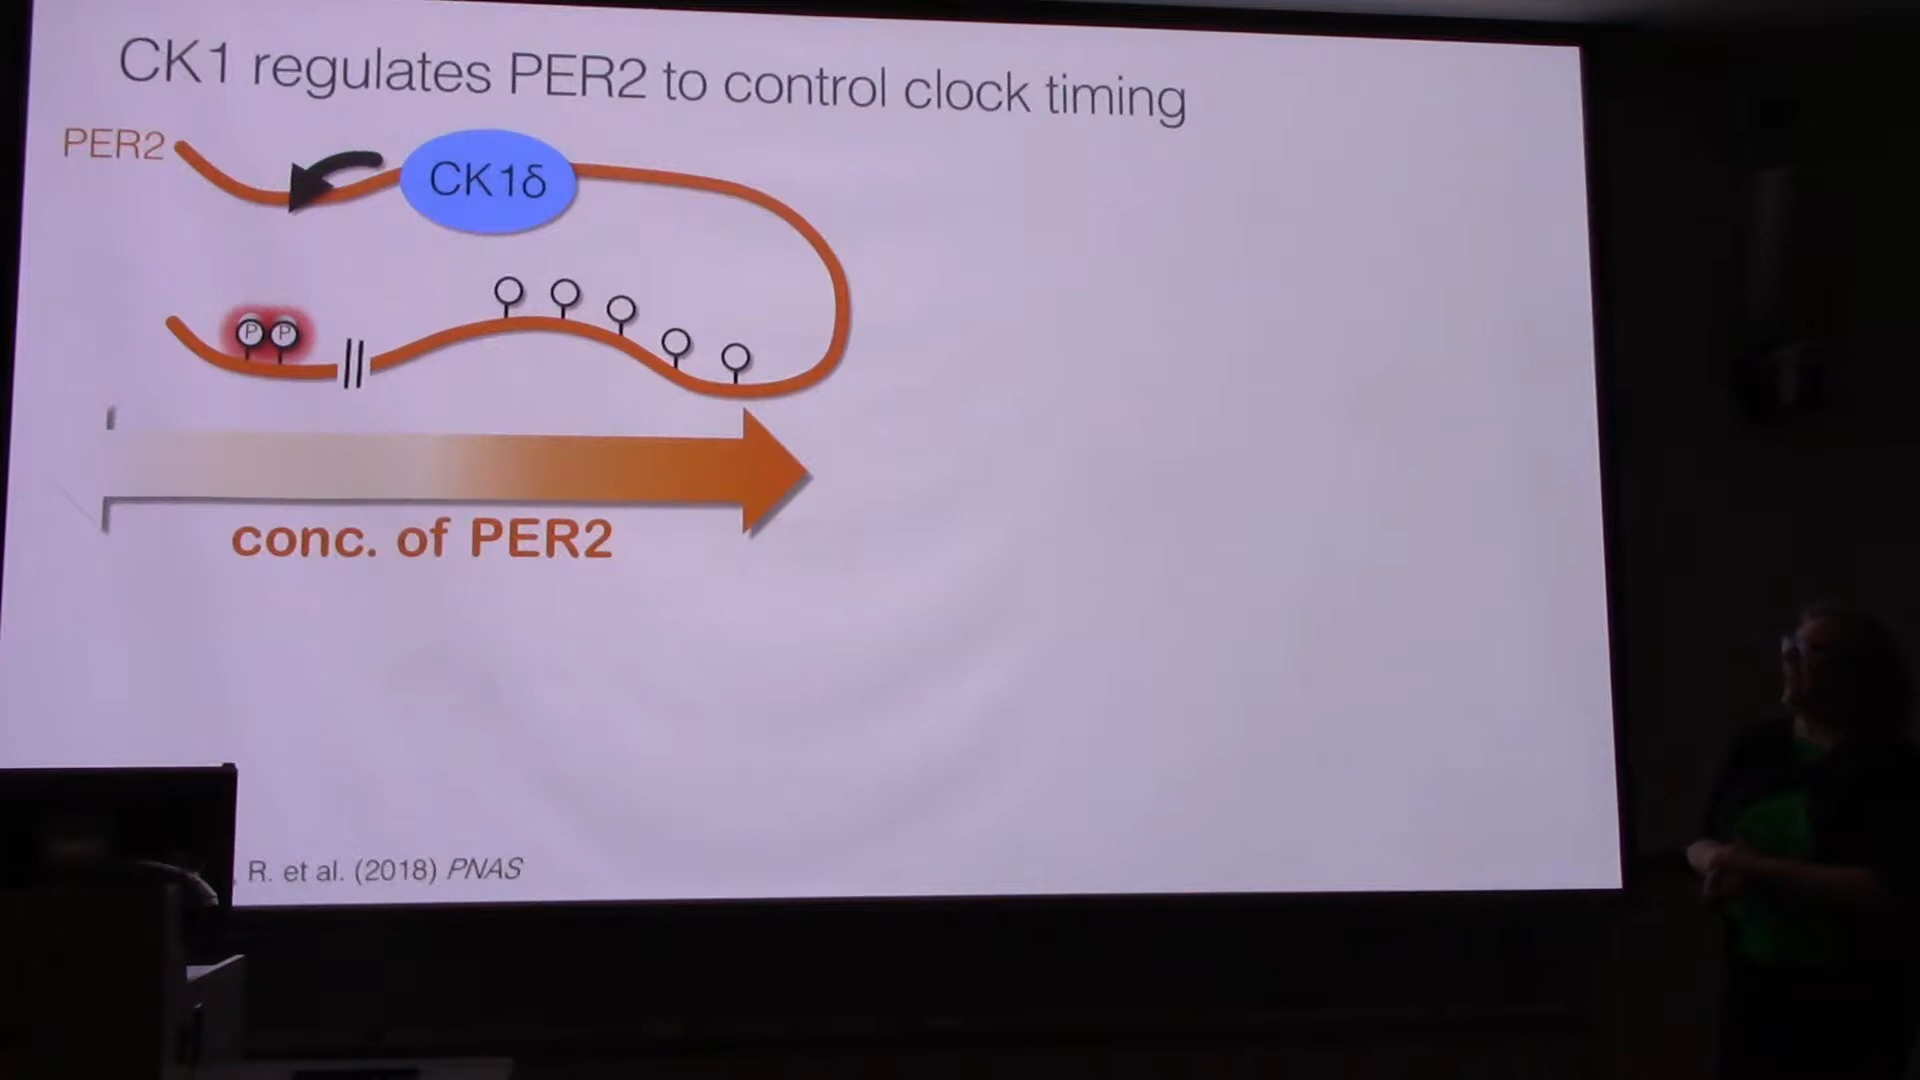 CK1 regulates PER2 to control clock timing
PER2
CK1δ
P P
conc. of PER2
R. et al. (2018) PNAS